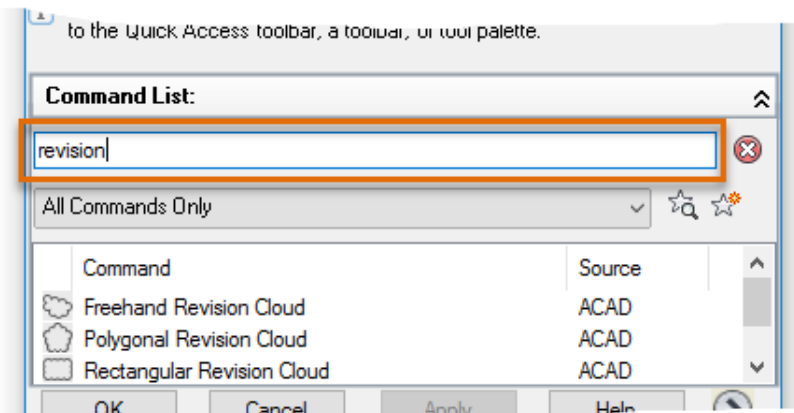 to the Quick Access toolbar, a toolbar, or tool palette.
Command List:
revision
All Commands Only
Command Source
Freehand Revision Cloud ACAD
Polygonal Revision Cloud ACAD
Rectangular Revision Cloud ACAD
OK Cancel Apply Help